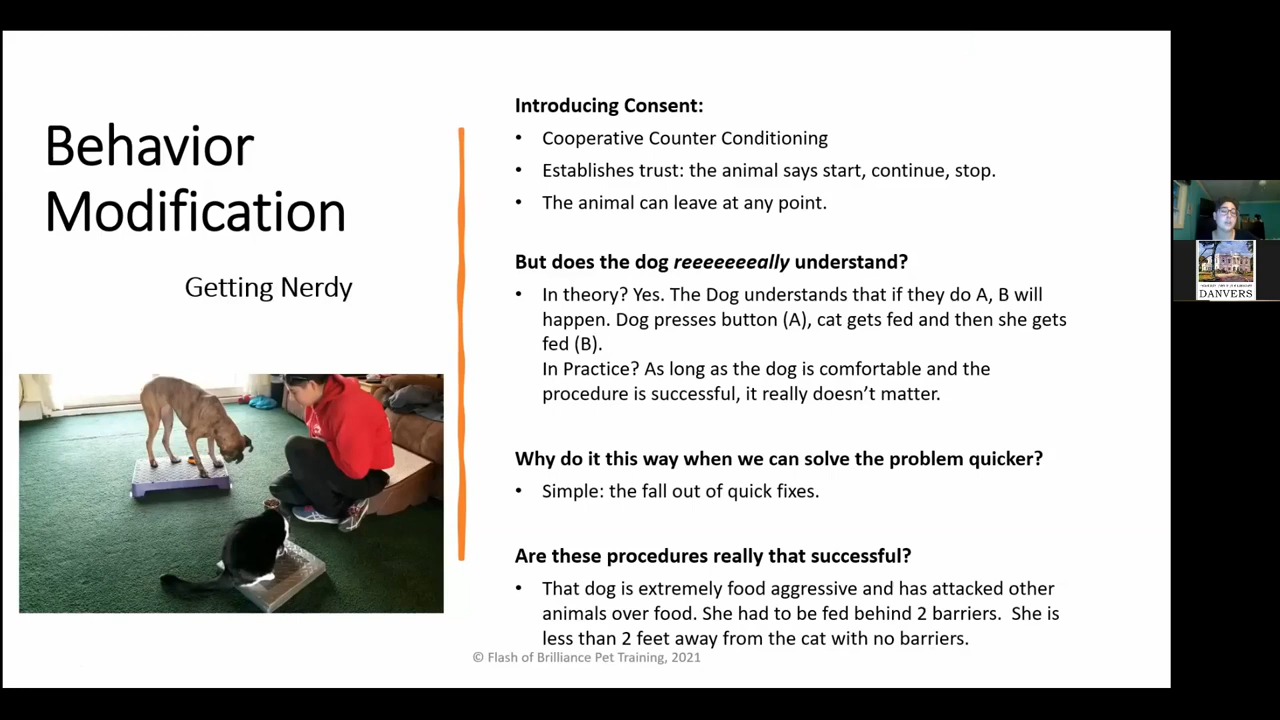 Behavior
Modification
Getting Nerdy
Introducing Consent:
• Cooperative Counter Conditioning
• Establishes trust: the animal says start, continue, stop.
• The animal can leave at any point.
But does the dog reeeeeeeally understand?
• In theory? Yes. The Dog understands that if they do A, B will
happen. Dog presses button (A), cat gets fed and then she gets
fed (B).
In Practice? As long as the dog is comfortable and the
procedure is successful, it really doesn’t matter.
Why do it this way when we can solve the problem quicker?
• Simple: the fall out of quick fixes.
Are these procedures really that successful?
• That dog is extremely food aggressive and has attacked other
animals over food. She had to be fed behind 2 barriers. She is
less than 2 feet away from the cat with no barriers.
© Flash of Brilliance Pet Training, 2021
DANVERS